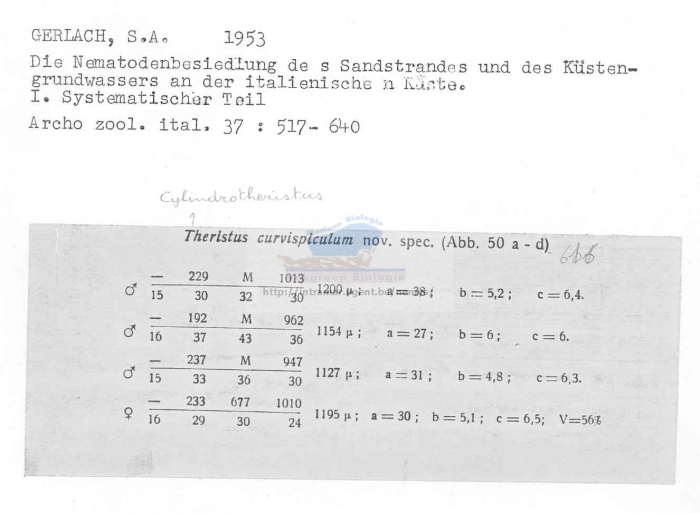 GERLACH, S.A. 1953
Die Nematodenbesiedlung de s Sandstrandes und des Küsten-
grundwassers an der italienische n Küste.
I. Systematischer Teil
Archo zool. ital. 37 : 517- 640
Cylindrotheristus
Theristus curvispiculum nov. spec. (Abb. 50 a - d)
— 229 M 1013
♂ 1200 µ ; a = 38 ; b = 5,2 ; c = 6,4.
15 30 32 30
— 192 M 962
♂ 1154 µ ; a = 27 ; b = 6 ; c = 6.
16 37 43 36
— 237 M 947
♂ 1127 µ ; a = 31 ; b = 4,8 ; c = 6,3.
15 33 36 30
— 233 677 1010
♀ 1195 µ ; a = 30 ; b = 5,1 ; c = 6,5; V=56%
16 29 30 24